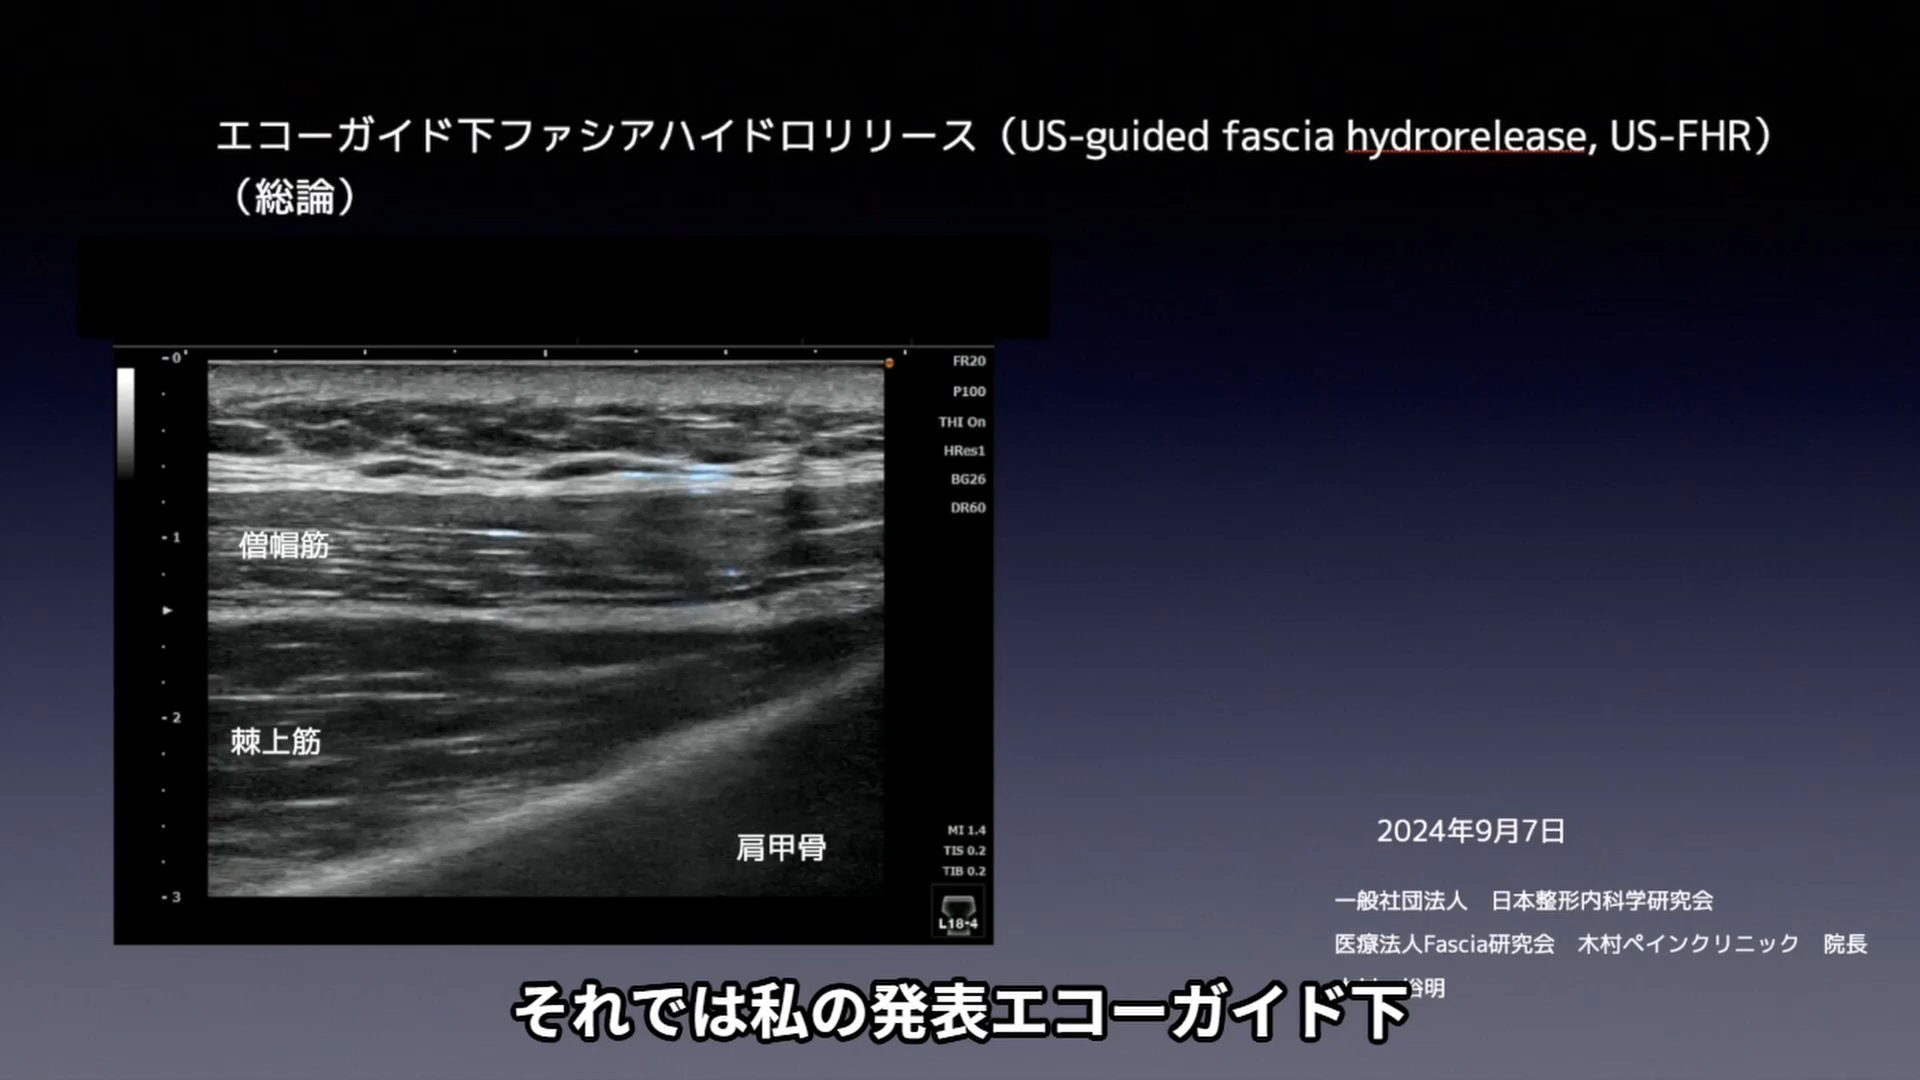 エコーガイド下ファシアハイドロリリース（US-guided fascia hydrorelease, US-FHR）
（総論）
0
1
2
3
FR20
P100
THI On
HRes1
BG26
DR60
僧帽筋
棘上筋
肩甲骨
MI 1.4
TIS 0.2
TIB 0.2
L18-4
2024年9月7日
一般社団法人　日本整形内科学研究会
医療法人Fascia研究会　木村ペインクリニック　院長
裕明
それでは私の発表エコーガイド下